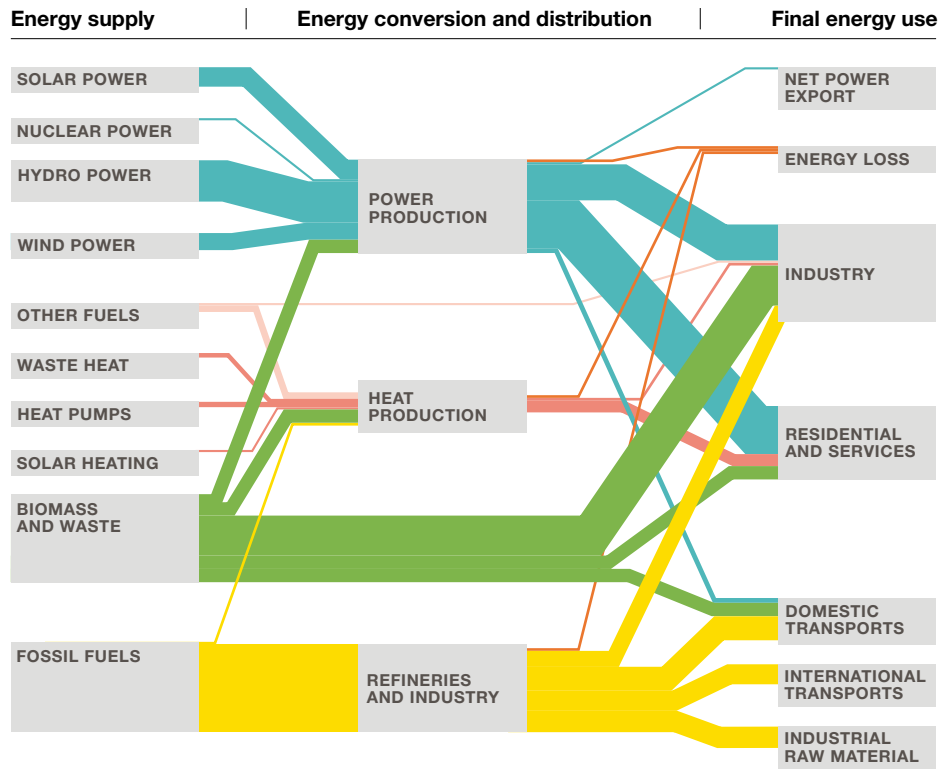 Energy supply
Energy conversion and distribution
Final energy use
SOLAR POWER
NUCLEAR POWER
HYDRO POWER
WIND POWER
OTHER FUELS
WASTE HEAT
HEAT PUMPS
SOLAR HEATING
BIOMASS
AND WASTE
FOSSIL FUELS
POWER
PRODUCTION
HEAT
PRODUCTION
REFINERIES
AND INDUSTRY
NET POWER
EXPORT
ENERGY LOSS
INDUSTRY
RESIDENTIAL
AND SERVICES
DOMESTIC
TRANSPORTS
INTERNATIONAL
TRANSPORTS
INDUSTRIAL
RAW MATERIAL